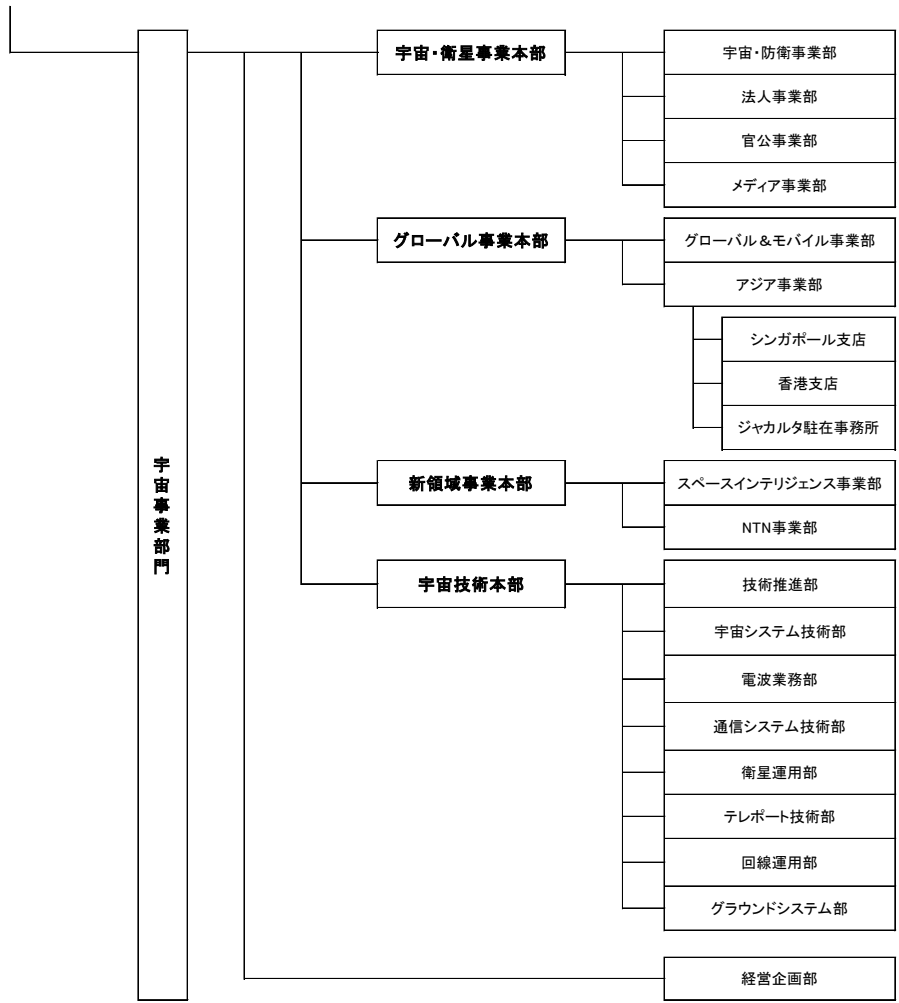 宇宙事業部門
宇宙・衛星事業本部
宇宙・防衛事業部
法人事業部
官公事業部
メディア事業部
グローバル事業本部
グローバル＆モバイル事業部
アジア事業部
シンガポール支店
香港支店
ジャカルタ駐在事務所
新領域事業本部
スペースインテリジェンス事業部
NTN事業部
宇宙技術本部
技術推進部
宇宙システム技術部
電波業務部
通信システム技術部
衛星運用部
テレポート技術部
回線運用部
グラウンドシステム部
経営企画部